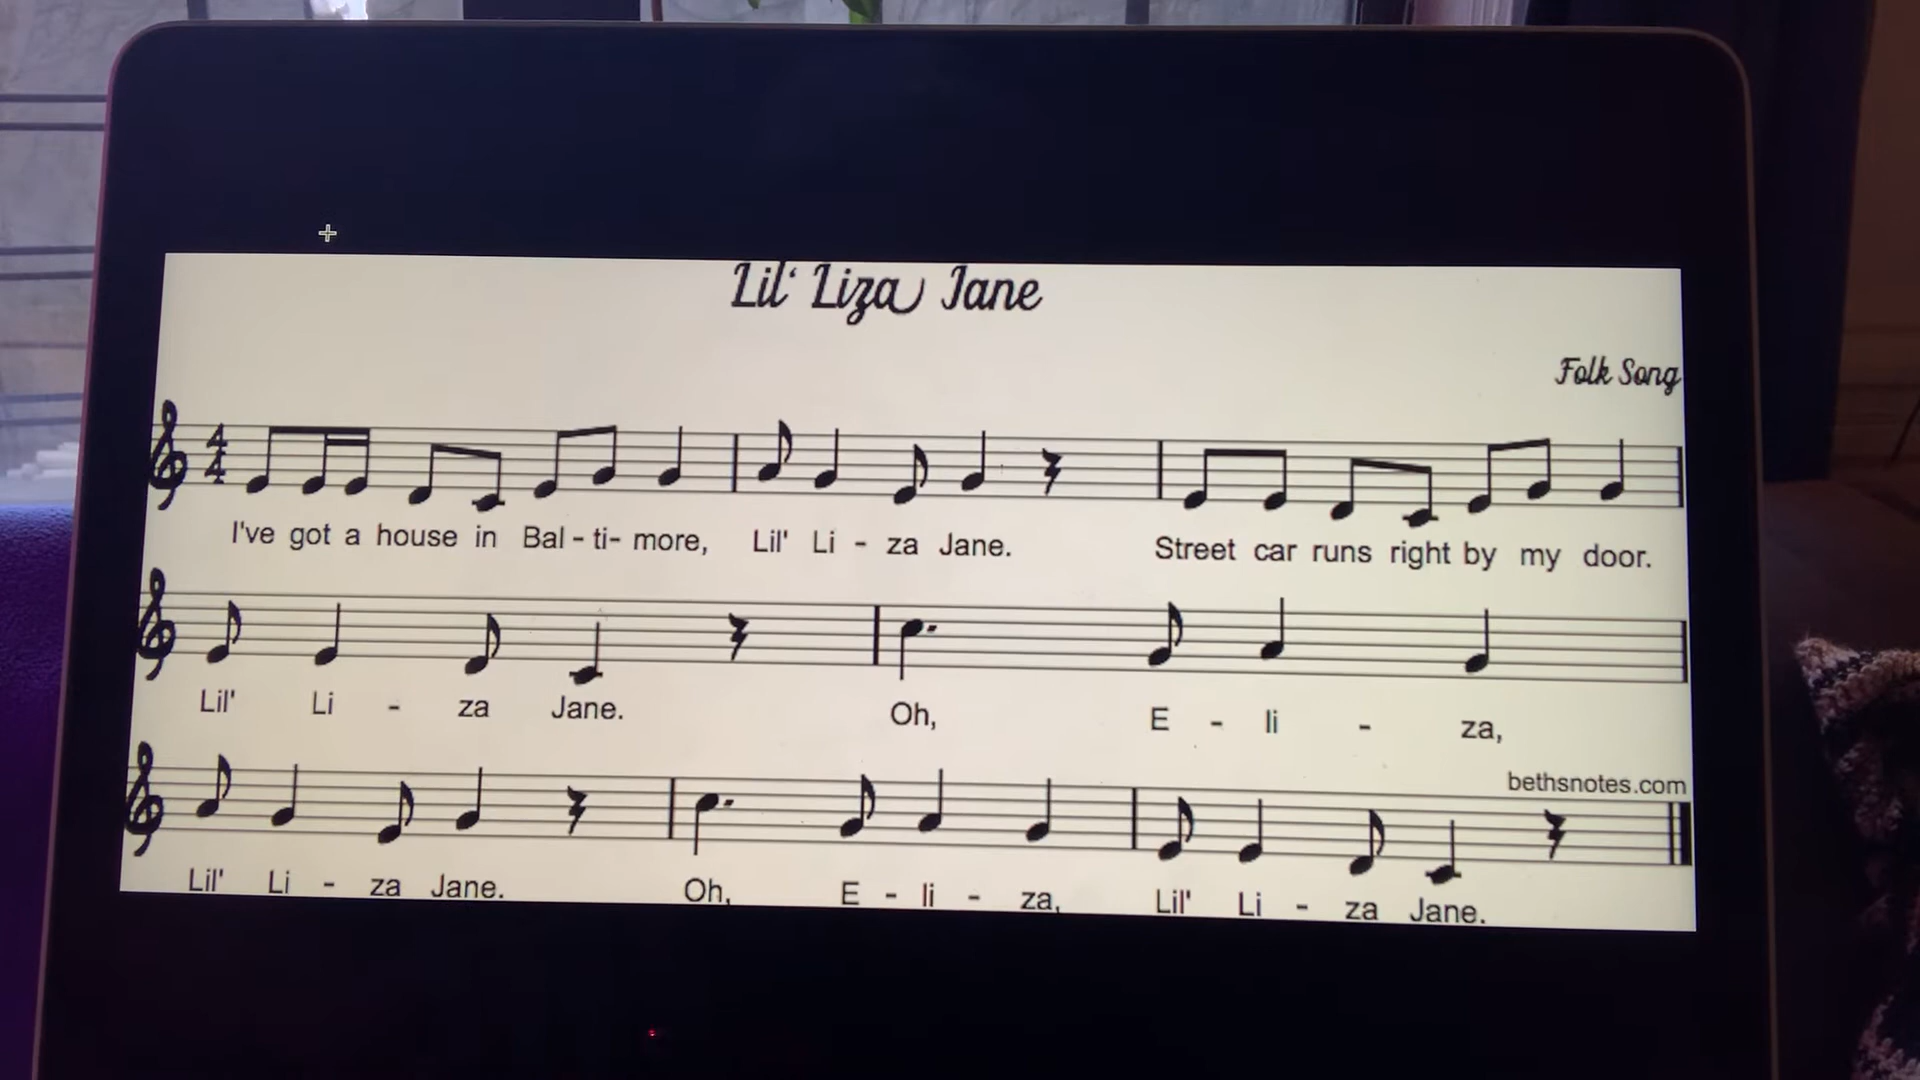 Lil' Liza Jane
Folk Song
4
4
I've got a house in Bal - ti - more, Lil' Li - za Jane. Street car runs right by my door.
Lil' Li - za Jane. Oh, E - li - za,
bethsnotes.com
Lil' Li - za Jane. Oh, E - li - za, Lil' Li - za Jane.